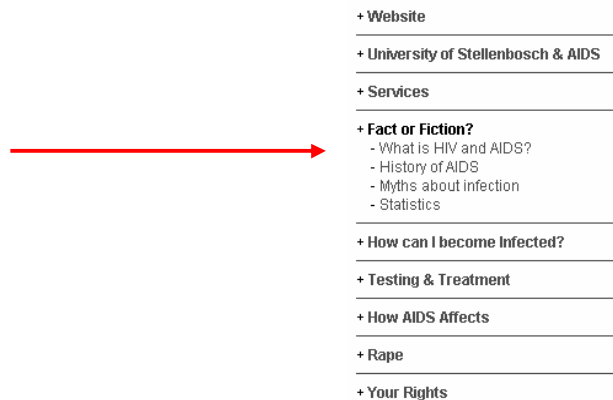 + Website
+ University of Stellenbosch & AIDS
+ Services
+ Fact or Fiction?
- What is HIV and AIDS?
- History of AIDS
- Myths about infection
- Statistics
+ How can I become Infected?
+ Testing & Treatment
+ How AIDS Affects
+ Rape
+ Your Rights